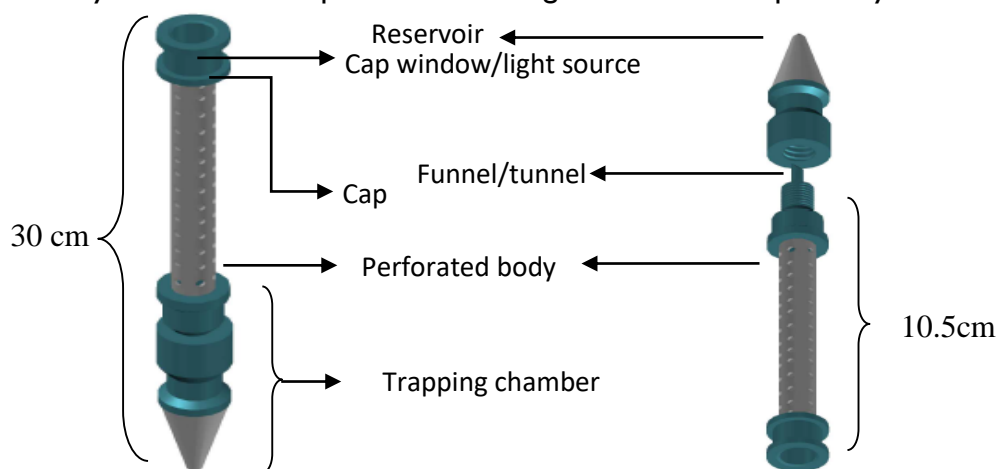 Reservoir
Cap window/light source
Funnel/tunnel
Cap
30 cm
Perforated body
10.5cm
Trapping chamber